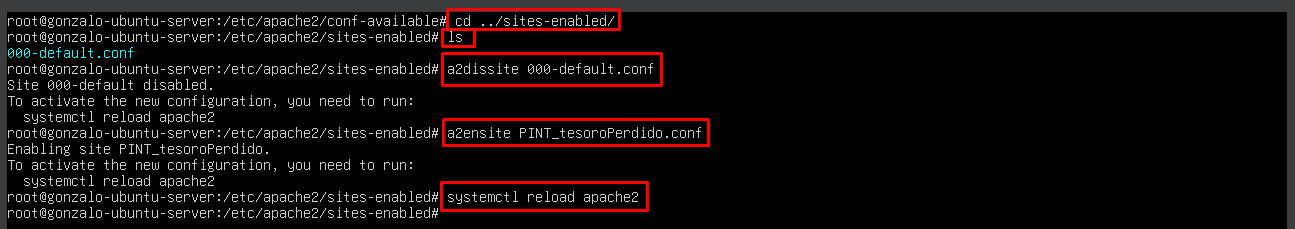 root@gonzalo-ubuntu-server:/etc/apache2/conf-available# cd ../sites-enabled/
root@gonzalo-ubuntu-server:/etc/apache2/sites-enabled# ls
000-default.conf
root@gonzalo-ubuntu-server:/etc/apache2/sites-enabled# a2dissite 000-default.conf
Site 000-default disabled.
To activate the new configuration, you need to run:
  systemctl reload apache2
root@gonzalo-ubuntu-server:/etc/apache2/sites-enabled# a2ensite PINT_tesoroPerdido.conf
Enabling site PINT_tesoroPerdido.
To activate the new configuration, you need to run:
  systemctl reload apache2
root@gonzalo-ubuntu-server:/etc/apache2/sites-enabled# systemctl reload apache2
root@gonzalo-ubuntu-server:/etc/apache2/sites-enabled#